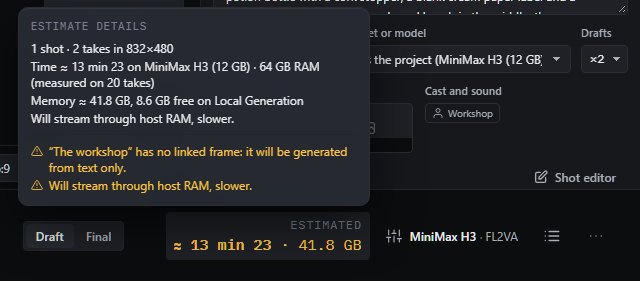 ESTIMATE DETAILS
1 shot · 2 takes in 832×480
Time ≈ 13 min 23 on MiniMax H3 (12 GB) · 64 GB RAM
(measured on 20 takes)
Memory ≈ 41.8 GB, 8.6 GB free on Local Generation
Will stream through host RAM, slower.
“The workshop” has no linked frame: it will be generated
from text only.
Will stream through host RAM, slower.
et or model
Drafts
s the project (MiniMax H3 (12 GB)
×2
Cast and sound
Workshop
:9
Shot editor
Draft
Final
ESTIMATED
≈ 13 min 23 · 41.8 GB
MiniMax H3 · FL2VA